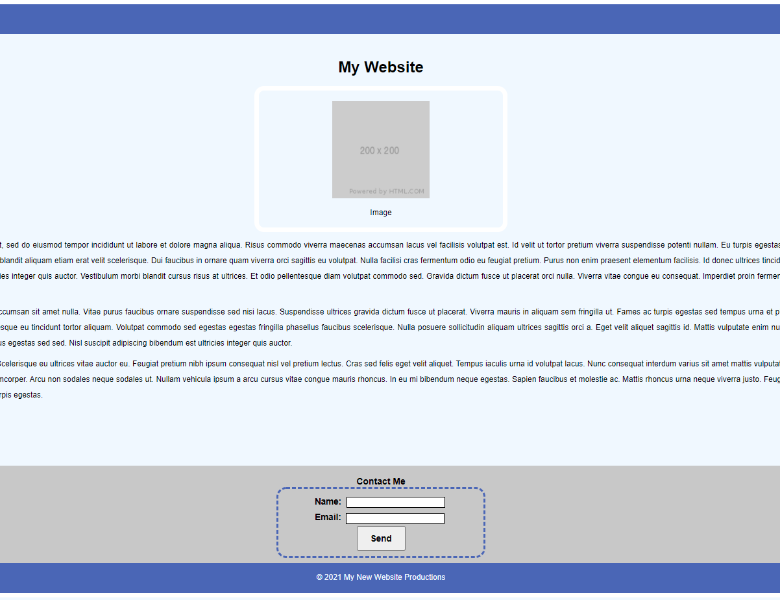 My Website
200 x 200
Powered by HTML.COM
Image
, sed do eiusmod tempor incididunt ut labore et dolore magna aliqua. Risus commodo viverra maecenas accumsan lacus vel facilisis volutpat est. Id velit ut tortor pretium viverra suspendisse potenti nullam. Eu turpis egestas
blandit aliquam etiam erat velit scelerisque. Dui faucibus in ornare quam viverra orci sagittis eu volutpat. Nulla facilisi cras fermentum odio eu feugiat pretium. Purus non enim praesent elementum facilisis. Id donec ultrices tincid
ies integer quis auctor. Vestibulum morbi blandit cursus risus at ultrices. Et odio pellentesque diam volutpat commodo sed. Gravida dictum fusce ut placerat orci nulla. Viverra vitae congue eu consequat. Imperdiet proin ferme
ccumsan sit amet nulla. Vitae purus faucibus ornare suspendisse sed nisi lacus. Suspendisse ultrices gravida dictum fusce ut placerat. Viverra mauris in aliquam sem fringilla ut. Fames ac turpis egestas sed tempus urna et p
sque eu tincidunt tortor aliquam. Volutpat commodo sed egestas egestas fringilla phasellus faucibus scelerisque. Nulla posuere sollicitudin aliquam ultrices sagittis orci a. Eget velit aliquet sagittis id. Mattis vulputate enim nu
us egestas sed sed. Nisl suscipit adipiscing bibendum est ultricies integer quis auctor.
Scelerisque eu ultrices vitae auctor eu. Feugiat pretium nibh ipsum consequat nisl vel pretium lectus. Cras sed felis eget velit aliquet. Tempus iaculis urna id volutpat lacus. Nunc consequat interdum varius sit amet mattis vulputat
mcorper. Arcu non sodales neque sodales ut. Nullam vehicula ipsum a arcu cursus vitae congue mauris rhoncus. In eu mi bibendum neque egestas. Sapien faucibus et molestie ac. Mattis rhoncus urna neque viverra justo. Feug
rpis egestas.
Contact Me
Name:
Email:
Send
© 2021 My New Website Productions